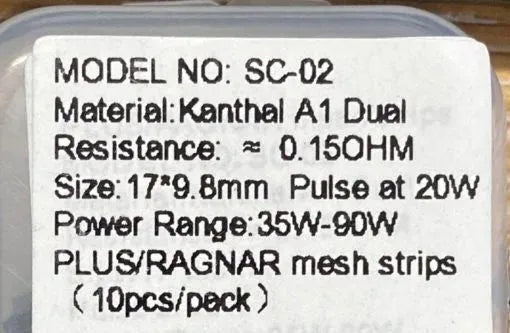 MODEL NO: SC-02
Material:Kanthal A1 Dual
Resistance: ≈ 0.15OHM
Size:17*9.8mm Pulse at 20W
Power Range:35W-90W
PLUS/RAGNAR mesh strips
（10pcs/pack）